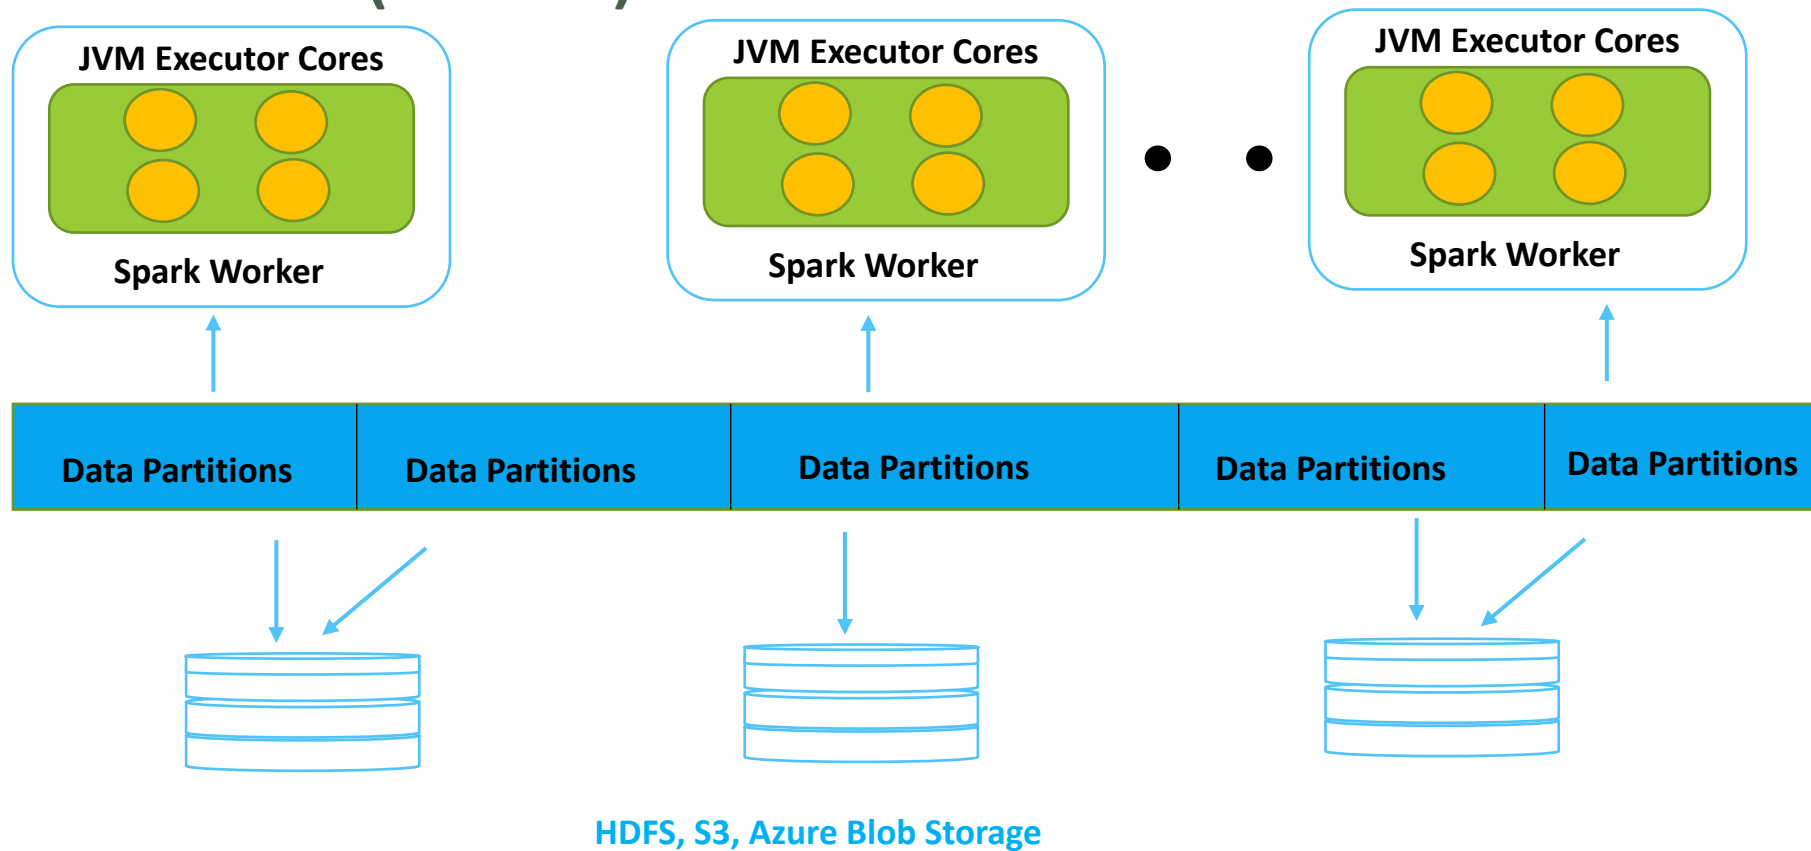 JVM Executor Cores
JVM Executor Cores
JVM Executor Cores
Spark Worker
Spark Worker
Spark Worker
Data Partitions
Data Partitions
Data Partitions
Data Partitions
Data Partitions
HDFS, S3, Azure Blob Storage